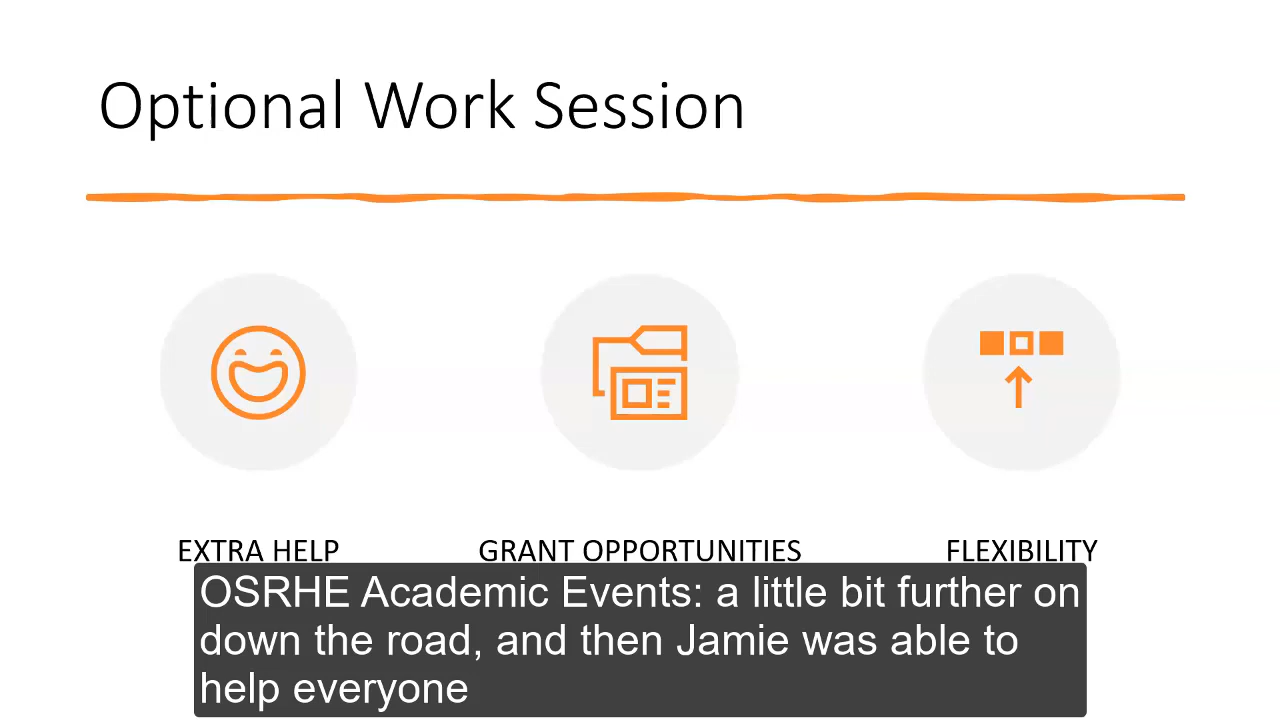 Optional Work Session
EXTRA HELP
GRANT OPPORTUNITIES
FLEXIBILITY
OSRHE Academic Events: a little bit further on
down the road, and then Jamie was able to
help everyone